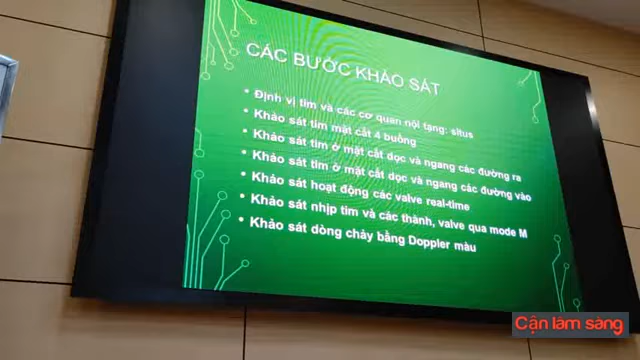 CÁC BƯỚC KHẢO SÁT
• Định vị tim và các cơ quan nội tạng: situs
• Khảo sát tim mặt cắt 4 buồng
• Khảo sát tim ở mặt cắt dọc và ngang các đường ra
• Khảo sát tim ở mặt cắt dọc và ngang các đường vào
• Khảo sát hoạt động các valve real-time
• Khảo sát nhịp tim và các thành, valve qua mode M
• Khảo sát dòng chảy bằng Doppler màu
Cận lâm sàng